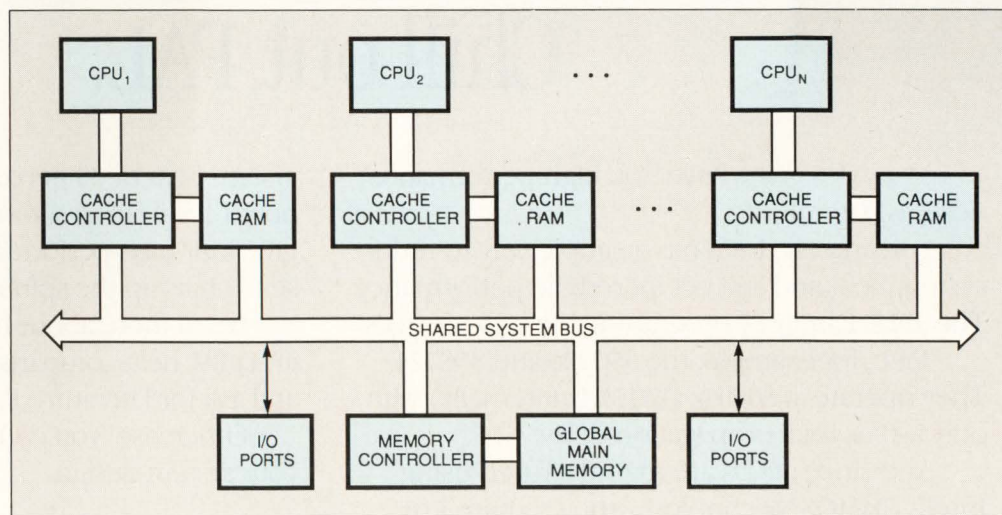 CPU₁
CPU₂
...
CPU_N
CACHE
CONTROLLER
CACHE
RAM
CACHE
CONTROLLER
CACHE
RAM
...
CACHE
CONTROLLER
CACHE
RAM
SHARED SYSTEM BUS
I/O
PORTS
MEMORY
CONTROLLER
GLOBAL
MAIN
MEMORY
I/O
PORTS